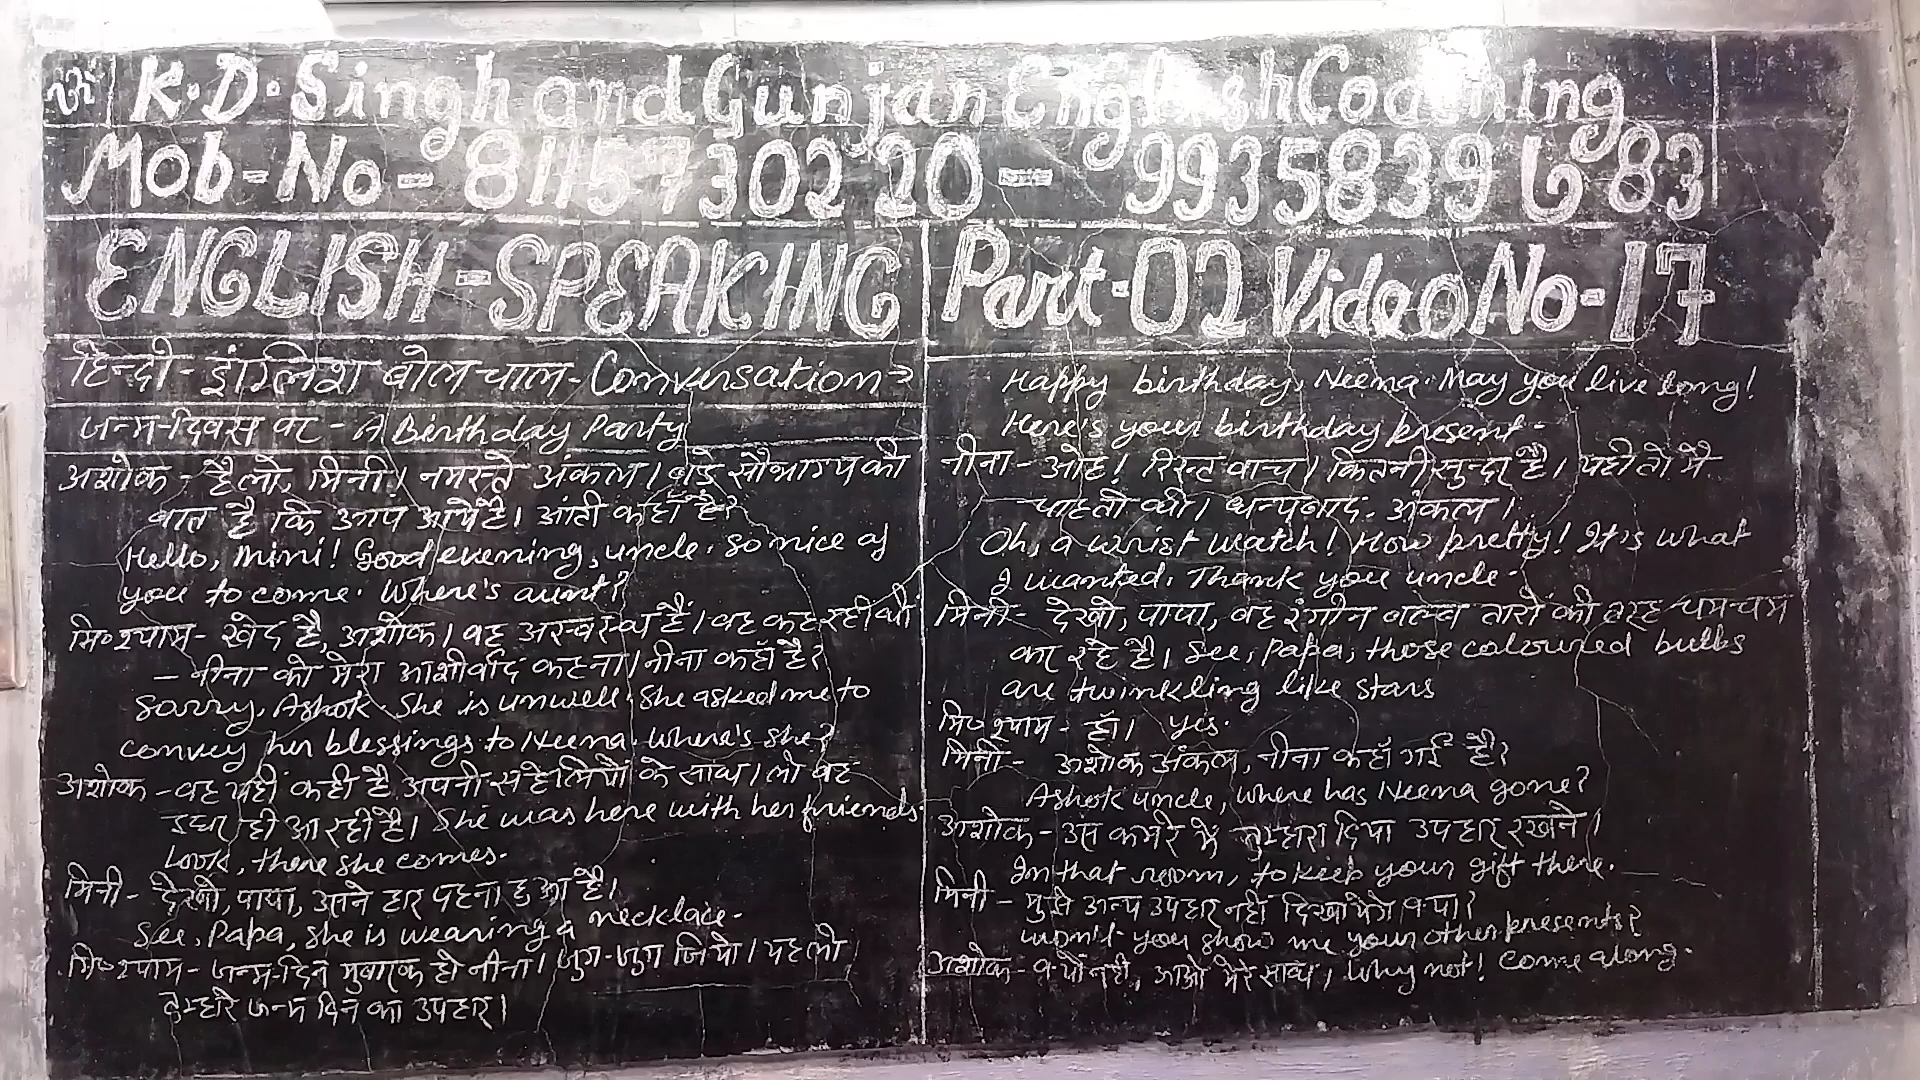 K.D. Singh and Gunjan English Coaching
Mob-No- 8115730220 - 9935839683
ENGLISH-SPEAKING
Part-02 Video No-17
हिन्दी-इंग्लिश बोलचाल- Conversation
जन्म-दिवस पर - A Birthday Party
अशोक - हैलो, मिनी। नमस्ते अंकल। बड़े सौभाग्य की
बात है कि आप आये हैं। आंटी कहाँ है?
Hello, Mini! Good evening, uncle. So nice of
you to come. Where's aunt?
मि० श्याम- खेद है, अशोक। वह अस्वस्थ हैं। वह कह रही थी
- नीना को मेरा आशीर्वाद कहना। नीना कहाँ है?
Sorry, Ashok. She is unwell. She asked me to
convey her blessings to Neena. Where's she?
अशोक - वह यहीं कहीं है अपनी सहेलियों के साथ। लो वह
इधर ही आ रही है। She was here with her friends.
Look, there she comes.
मिनी- देखो, पापा, उसने हार पहना हुआ है।
See, Papa, she is wearing a necklace.
मि० श्याम- जन्म-दिन मुबारक हो नीना। जुग-जुग जियो। यह लो
तुम्हारे जन्म दिन का उपहार।
Happy birthday, Neena. May you live long!
Here's your birthday present.
नीना- ओह! रिस्ट वाच। कितनी सुन्दर है। यही तो मैं
चाहती थी। धन्यवाद, अंकल।
Oh, a wrist watch! How pretty! It is what
I wanted. Thank you uncle.
मिनी- देखो, पापा, वह रंगीन बल्ब तारों की तरह चम-चम
कर रहे हैं। See, Papa, those coloured bulbs
are twinkling like stars
मि० श्याम- हाँ। Yes.
मिनी- अशोक अंकल, नीना कहाँ गई है?
Ashok uncle, where has Neena gone?
अशोक- उस कमरे में तुम्हारा दिया उपहार रखने।
In that room, to keep your gift there.
मिनी- मुझे अन्य उपहार नहीं दिखायेंगे क्या?
Won't you show me your other presents?
अशोक- क्यों नहीं, आओ मेरे साथ। Why not! Come along.